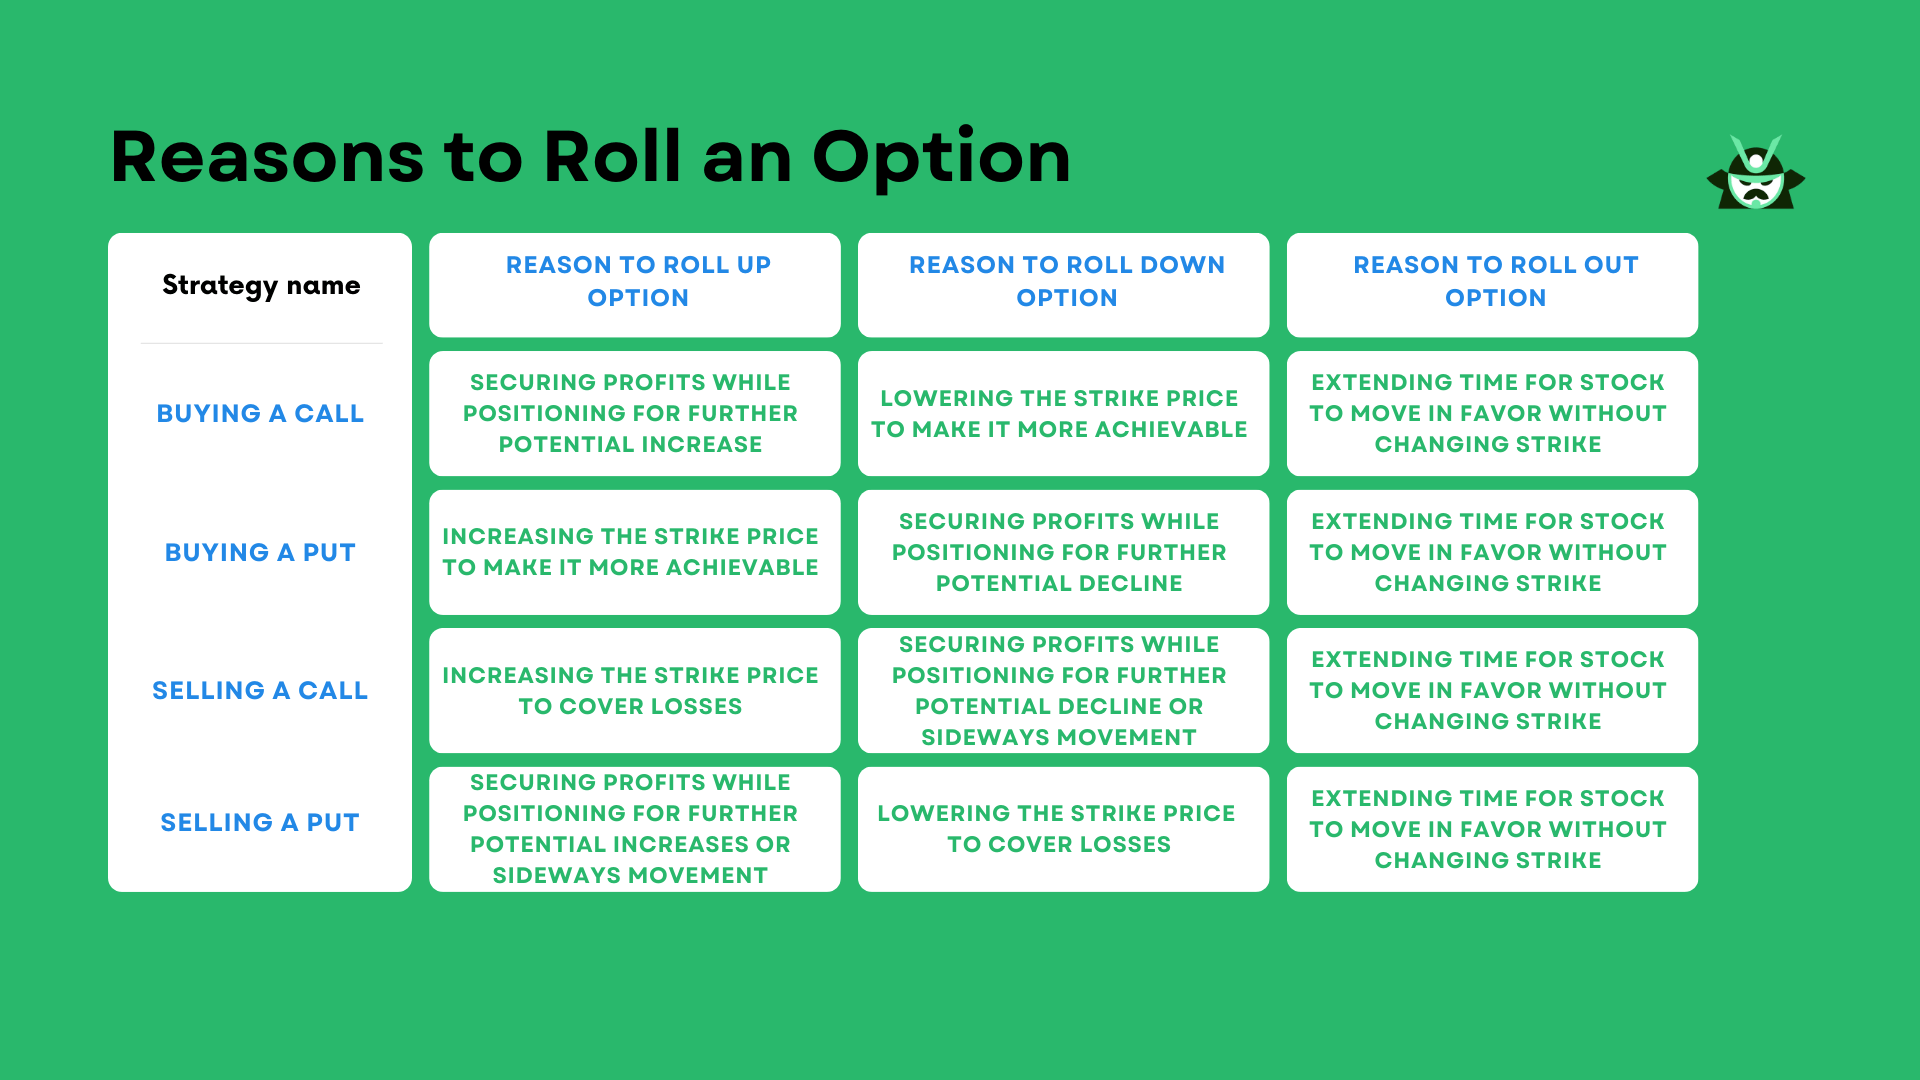 Reasons to Roll an Option
Strategy name
REASON TO ROLL UP
OPTION
REASON TO ROLL DOWN
OPTION
REASON TO ROLL OUT
OPTION
BUYING A CALL
SECURING PROFITS WHILE
POSITIONING FOR FURTHER
POTENTIAL INCREASE
LOWERING THE STRIKE PRICE
TO MAKE IT MORE ACHIEVABLE
EXTENDING TIME FOR STOCK
TO MOVE IN FAVOR WITHOUT
CHANGING STRIKE
BUYING A PUT
INCREASING THE STRIKE PRICE
TO MAKE IT MORE ACHIEVABLE
SECURING PROFITS WHILE
POSITIONING FOR FURTHER
POTENTIAL DECLINE
EXTENDING TIME FOR STOCK
TO MOVE IN FAVOR WITHOUT
CHANGING STRIKE
SELLING A CALL
INCREASING THE STRIKE PRICE
TO COVER LOSSES
SECURING PROFITS WHILE
POSITIONING FOR FURTHER
POTENTIAL DECLINE OR
SIDEWAYS MOVEMENT
EXTENDING TIME FOR STOCK
TO MOVE IN FAVOR WITHOUT
CHANGING STRIKE
SELLING A PUT
SECURING PROFITS WHILE
POSITIONING FOR FURTHER
POTENTIAL INCREASES OR
SIDEWAYS MOVEMENT
LOWERING THE STRIKE PRICE
TO COVER LOSSES
EXTENDING TIME FOR STOCK
TO MOVE IN FAVOR WITHOUT
CHANGING STRIKE